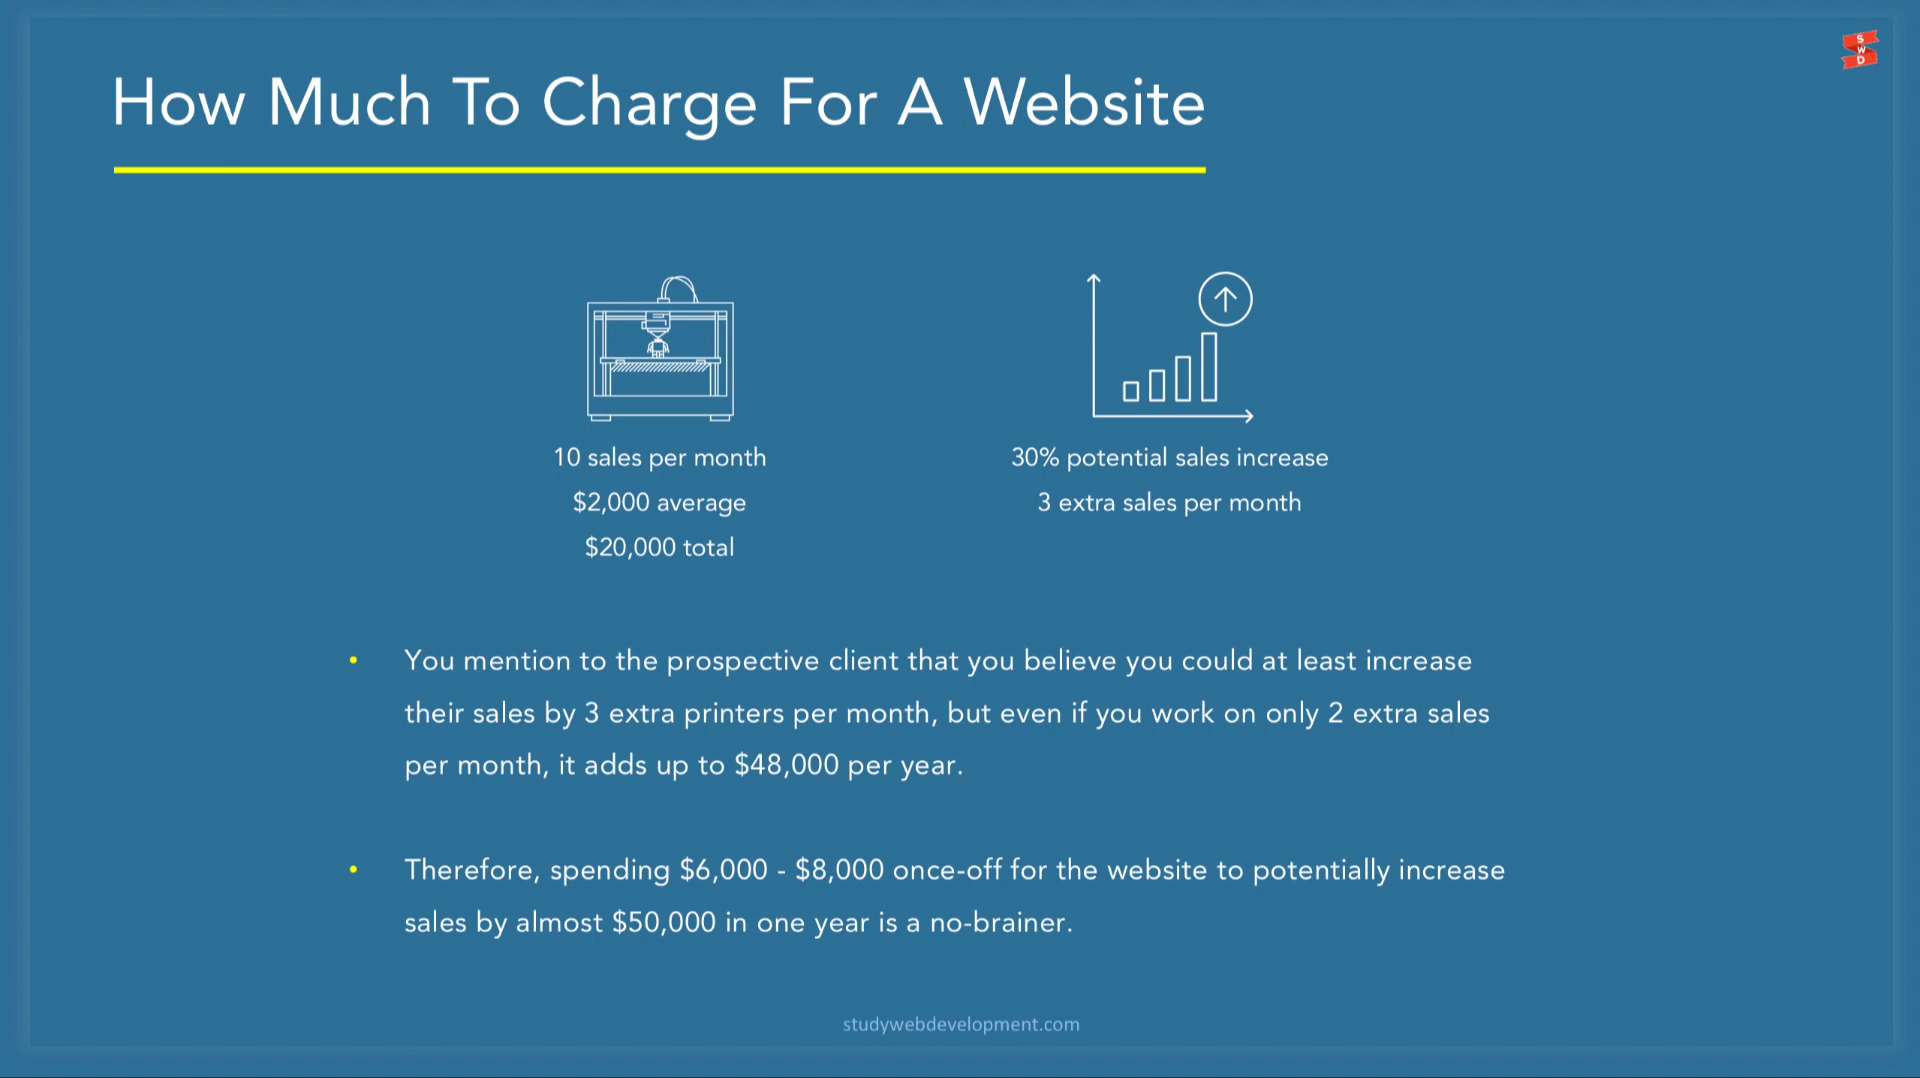 S
W
D
How Much To Charge For A Website
10 sales per month
$2,000 average
$20,000 total
30% potential sales increase
3 extra sales per month
• You mention to the prospective client that you believe you could at least increase
their sales by 3 extra printers per month, but even if you work on only 2 extra sales
per month, it adds up to $48,000 per year.
• Therefore, spending $6,000 - $8,000 once-off for the website to potentially increase
sales by almost $50,000 in one year is a no-brainer.
studywebdevelopment.com